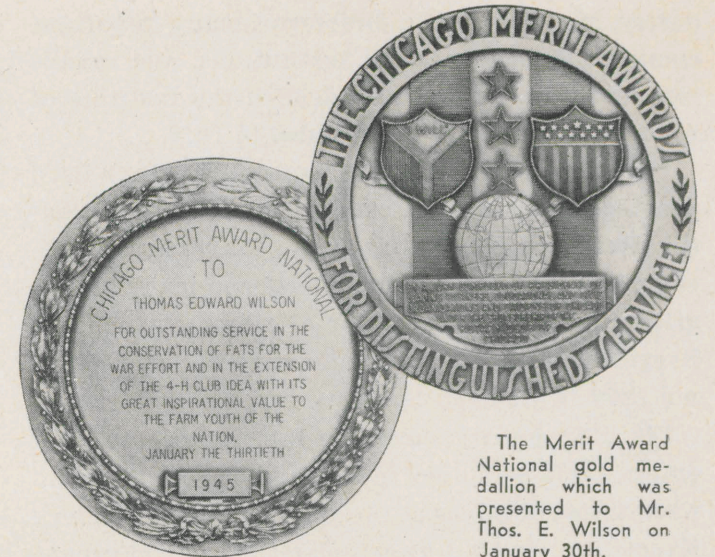 THE CHICAGO MERIT AWARDS
FOR DISTINGUISHED SERVICE
I WILL
CHICAGO MERIT AWARD NATIONAL
TO
THOMAS EDWARD WILSON
FOR OUTSTANDING SERVICE IN THE
CONSERVATION OF FATS FOR THE
WAR EFFORT AND IN THE EXTENSION
OF THE 4-H CLUB IDEA WITH ITS
GREAT INSPIRATIONAL VALUE TO
THE FARM YOUTH OF THE
NATION,
JANUARY THE THIRTIETH
1945
The Merit Award
National gold me-
dallion which was
presented to Mr.
Thos. E. Wilson on
January 30th.